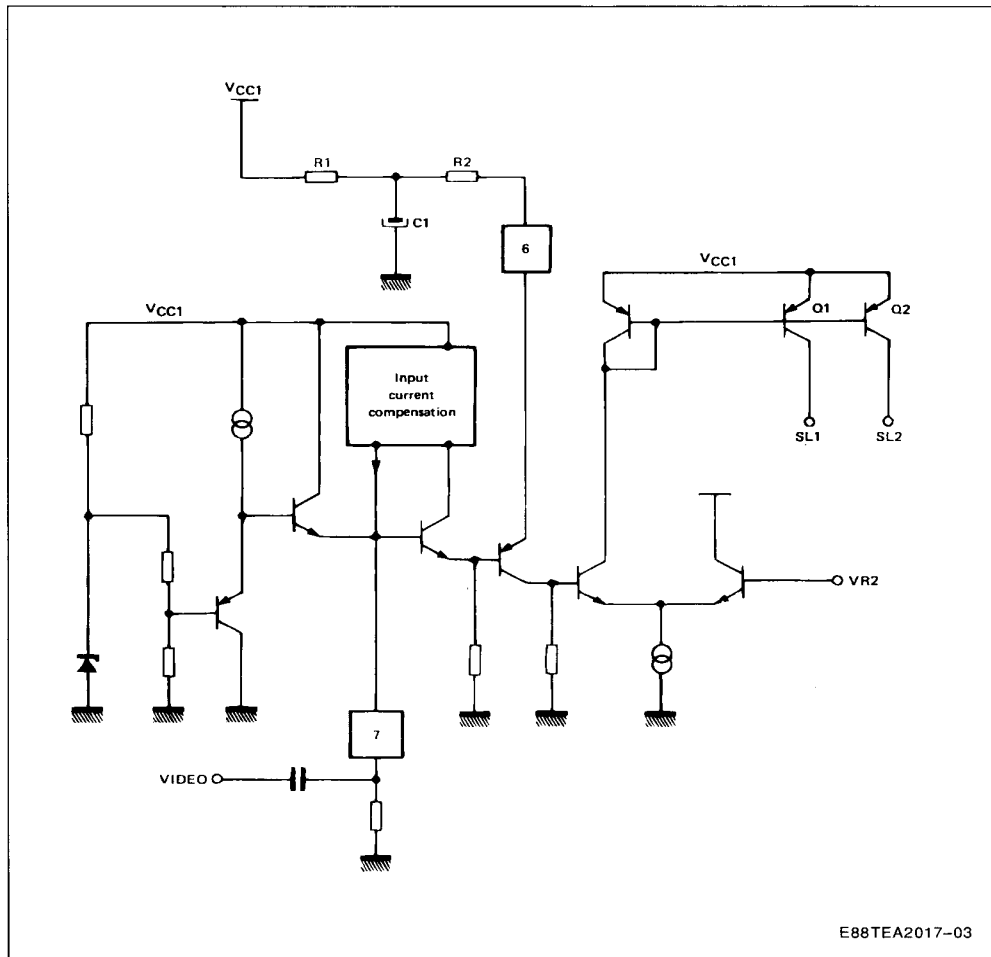 VCC1
R1
R2
C1
6
VCC1
Q1
Q2
VCC1
Input
current
compensation
SL1
SL2
VR2
7
VIDEO
E88TEA2017-03